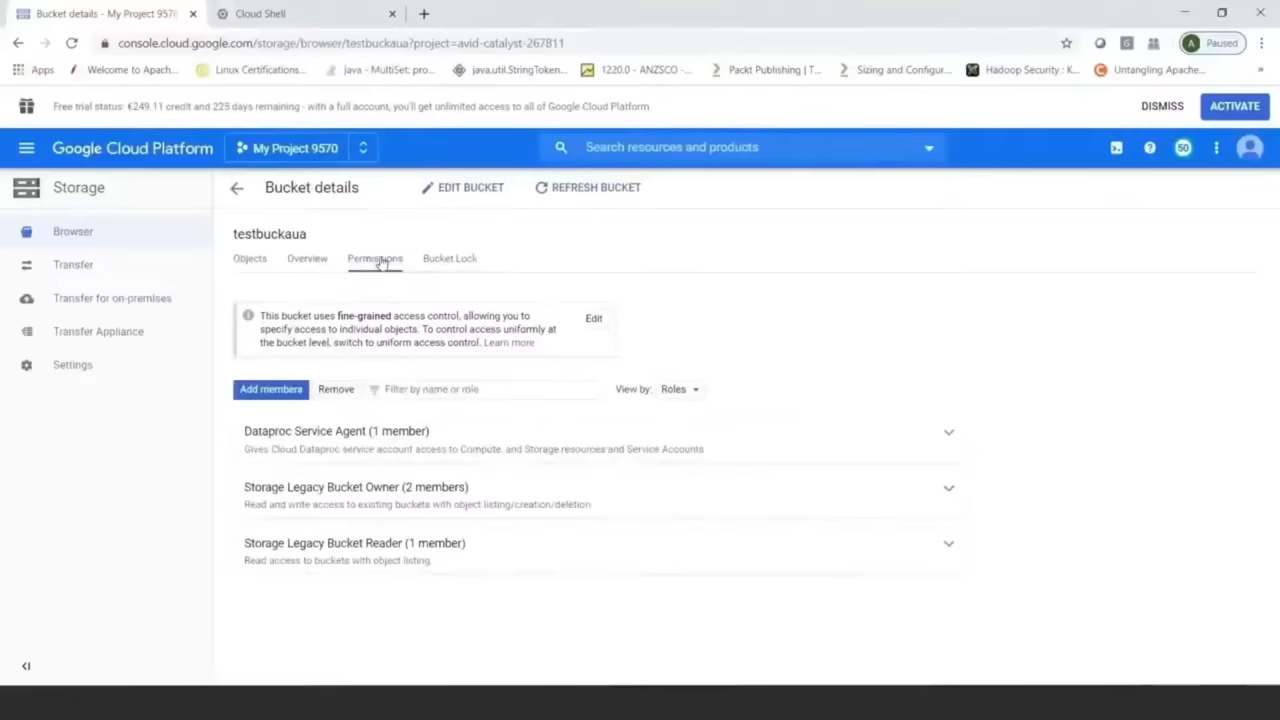 Bucket details - My Project 9570
Cloud Shell
console.cloud.google.com/storage/browser/testbuckaua?project=avid-catalyst-267811
A Paused
Apps
Welcome to Apach...
Linux Certifications...
java - MultiSet; pro...
java.util.StringToken...
1220.0 - ANZSCO -...
Packt Publishing | T...
Sizing and Configur...
Hadoop Security : K...
Untangling Apache...
»
Free trial status: €249.11 credit and 225 days remaining - with a full account, you'll get unlimited access to all of Google Cloud Platform
DISMISS
ACTIVATE
Google Cloud Platform
My Project 9570
Search resources and products
50
Storage
Bucket details
EDIT BUCKET
REFRESH BUCKET
Browser
Transfer
Transfer for on-premises
Transfer Appliance
Settings
testbuckaua
Objects
Overview
Permissions
Bucket Lock
This bucket uses fine-grained access control, allowing you to
specify access to individual objects. To control access uniformly at
the bucket level, switch to uniform access control. Learn more
Edit
Add members
Remove
Filter by name or role
View by: Roles
Dataproc Service Agent (1 member)
Gives Cloud Dataproc service account access to Compute, and Storage resources and Service Accounts
Storage Legacy Bucket Owner (2 members)
Read and write access to existing buckets with object listing/creation/deletion
Storage Legacy Bucket Reader (1 member)
Read access to buckets with object listing.